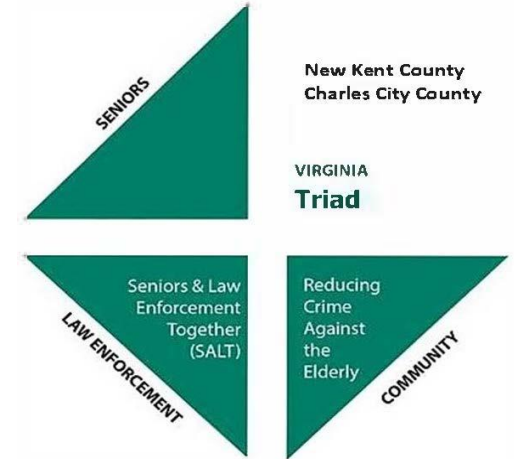 SENIORS
New Kent County
Charles City County
VIRGINIA
Triad
Seniors & Law
Enforcement
Together
(SALT)
LAW ENFORCEMENT
Reducing
Crime
Against
the
Elderly
COMMUNITY